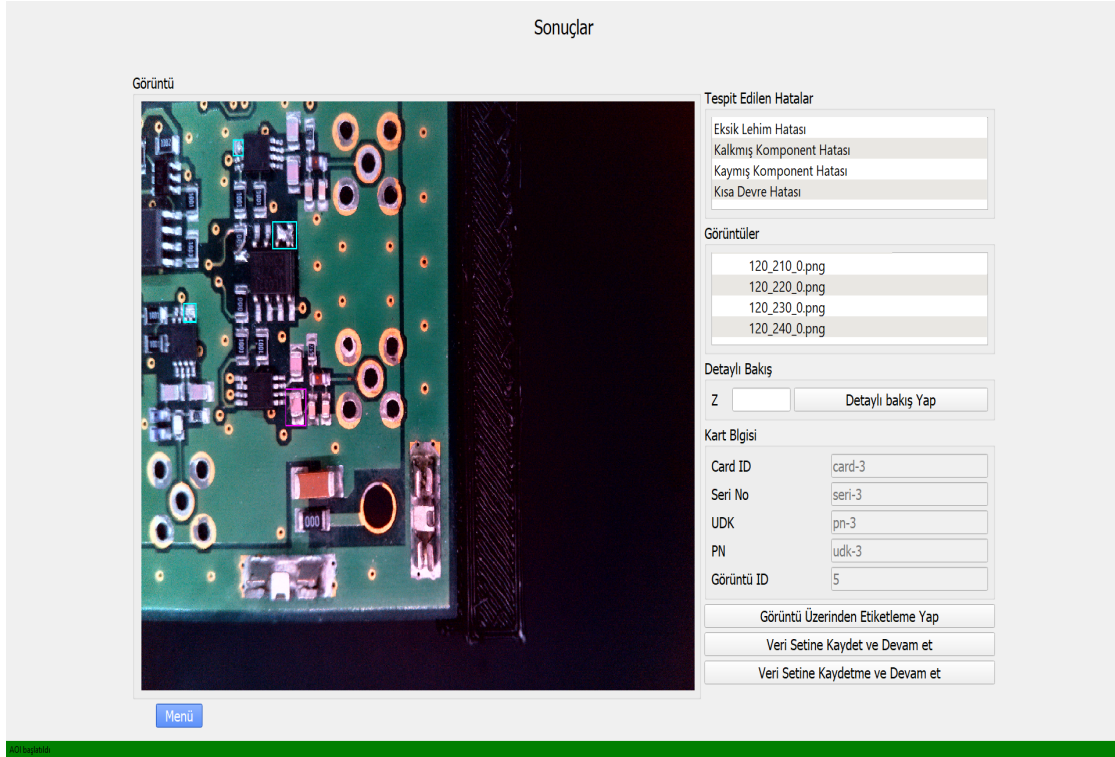 Sonuçlar
Görüntü
Tespit Edilen Hatalar
Eksik Lehim Hatası
Kalkmış Komponent Hatası
Kaymış Komponent Hatası
Kısa Devre Hatası
Görüntüler
120_210_0.png
120_220_0.png
120_230_0.png
120_240_0.png
Detaylı Bakış
Z Detaylı bakış Yap
Kart Blgisi
Card ID card-3
Seri No seri-3
UDK pn-3
PN udk-3
Görüntü ID 5
Görüntü Üzerinden Etiketleme Yap
Veri Setine Kaydet ve Devam et
Veri Setine Kaydetme ve Devam et
000
Menü
AOI başlatıldı